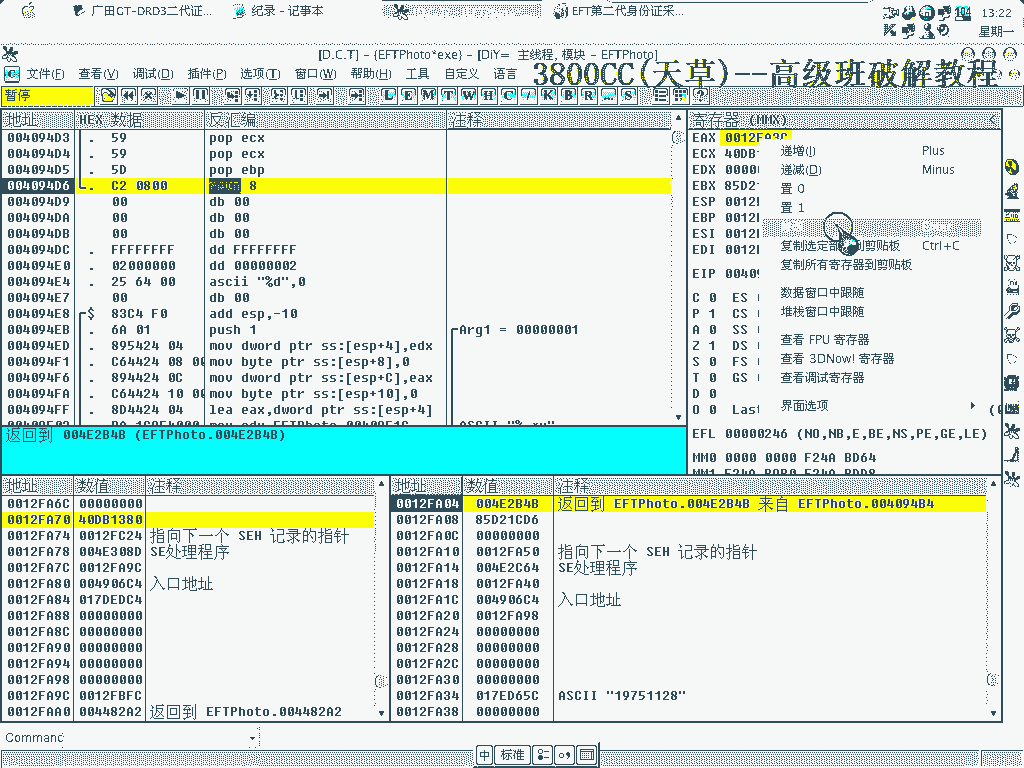 广田GT-DRD3二代证... 纪录 - 记事本 EFT第二代身份证采... 104 13:22
星期一
[D.C.T] - {EFTPhoto*exe} - [DiY= 主线程, 模块 - EFTPhoto]
文件(F) 查看(V) 调试(D) 插件(P) 选项(T) 窗口(W) 帮助(H) 工具 自定义 语言
3800CC(天草)--高级班破解教程
暂停 L E M T W H C / K B R ... S ?
地址 HEX 数据 反汇编 注释
004094D3 . 59 pop ecx
004094D4 . 59 pop ecx
004094D5 . 5D pop ebp
004094D6 . C2 0800 8
004094D9 00 db 00
004094DA 00 db 00
004094DB 00 db 00
004094DC . FFFFFFFF dd FFFFFFFF
004094E0 . 02000000 dd 00000002
004094E4 . 25 64 00 ascii "%d",0
004094E7 00 db 00
004094E8 $ 83C4 F0 add esp,-10
004094EB . 6A 01 push 1 Arg1 = 00000001
004094ED . 895424 04 mov dword ptr ss:[esp+4],edx
004094F1 . C64424 08 00 mov byte ptr ss:[esp+8],0
004094F6 . 894424 0C mov dword ptr ss:[esp+C],eax
004094FA . C64424 10 00 mov byte ptr ss:[esp+10],0
004094FF . 8D4424 04 lea eax,dword ptr ss:[esp+4]
返回到 004E2B4B (EFTPhoto.004E2B4B)
寄存器 (MMX) <
EAX 0012FA3C
ECX 40DB
EDX 0000
EBX 85D2
ESP 0012
EBP 0012
ESI 0012
EDI 0012
EIP 0040
C 0 ES
P 1 CS
A 0 SS
Z 1 DS
S 0 FS
T 0 GS
D 0
O 0 Last
EFL 00000246 (NO,NB,E,BE,NS,PE,GE,LE)
MM0 0000 0000 F24A BD64
递增(I) Plus
递减(D) Minus
置 0
置 1
复制选定部 到剪贴板 Ctrl+C
复制所有寄存器到剪贴板
数据窗口中跟随
堆栈窗口中跟随
查看 FPU 寄存器
查看 3DNow! 寄存器
查看调试寄存器
界面选项
地址 数值 注释
0012FA6C 00000000
0012FA70 40DB1380
0012FA74 0012FC24 指向下一个 SEH 记录的指针
0012FA78 004E308D SE处理程序
0012FA7C 0012FA9C
0012FA80 004906C4 入口地址
0012FA84 017DEDC4
0012FA88 00000000
0012FA8C 00000000
0012FA90 00000000
0012FA94 00000000
0012FA98 00000000
0012FA9C 0012FBFC
0012FAA0 004482A2 返回到 EFTPhoto.004482A2
地址 数值 注释
0012FA04 004E2B4B 返回到 EFTPhoto.004E2B4B 来自 EFTPhoto.004094B4
0012FA08 85D21CD6
0012FA0C 00000000
0012FA10 0012FA50 指向下一个 SEH 记录的指针
0012FA14 004E2C64 SE处理程序
0012FA18 0012FA40
0012FA1C 004906C4 入口地址
0012FA20 0012FA98
0012FA24 00000000
0012FA28 00000000
0012FA2C 00000000
0012FA30 00000000
0012FA34 017ED65C ASCII "19751128"
0012FA38 00000000
Command
中 标准